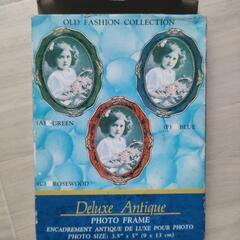 OLD FASHION COLLECTION
(A) GREEN
(B) BLUE
(C) ROSEWOOD
Deluxe Antique
PHOTO FRAME
ENCADREMENT ANTIQUE DE LUXE POUR PHOTO
PHOTO SIZE: 3.5" x 5" (9 x 13 cm)